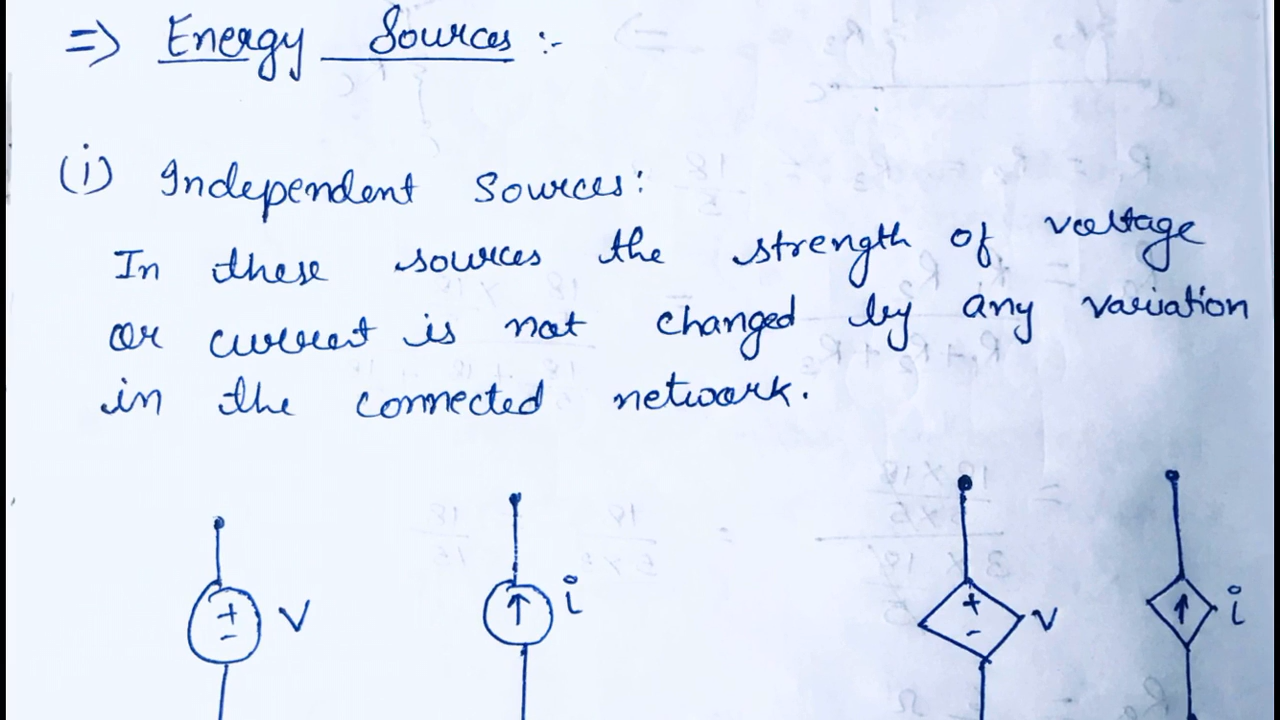 => Energy Sources :-
(i) Independent Sources:
In these sources the strength of voltage
or current is not changed by any variation
in the connected network.
+ - V ↑ i + - V ↑ i